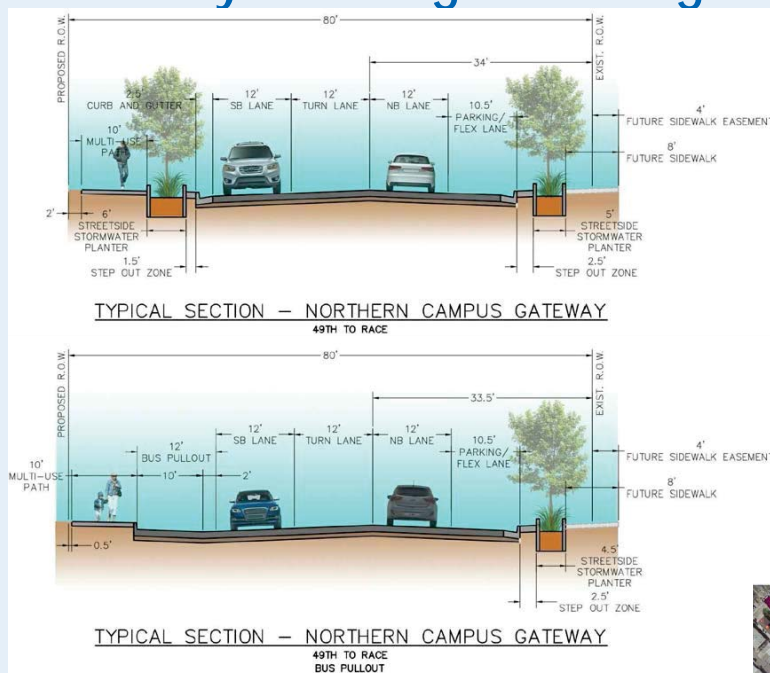 80'
PROPOSED R.O.W.
EXIST. R.O.W.
34'
2.5'
CURB AND GUTTER
12'
SB LANE
12'
TURN LANE
12'
NB LANE
10.5'
PARKING/
FLEX LANE
10'
MULTI-USE
PATH
4'
FUTURE SIDEWALK EASEMENT
8'
FUTURE SIDEWALK
2'
6'
STREETSIDE
STORMWATER
PLANTER
1.5'
STEP OUT ZONE
5'
STREETSIDE
STORMWATER
PLANTER
2.5'
STEP OUT ZONE
TYPICAL SECTION – NORTHERN CAMPUS GATEWAY
49TH TO RACE
80'
PROPOSED R.O.W.
EXIST. R.O.W.
33.5'
12'
BUS PULLOUT
12'
SB LANE
12'
TURN LANE
12'
NB LANE
10.5'
PARKING/
FLEX LANE
10'
MULTI-USE
PATH
10'
2'
4'
FUTURE SIDEWALK EASEMENT
8'
FUTURE SIDEWALK
0.5'
4.5'
STREETSIDE
STORMWATER
PLANTER
2.5'
STEP OUT ZONE
TYPICAL SECTION – NORTHERN CAMPUS GATEWAY
49TH TO RACE
BUS PULLOUT